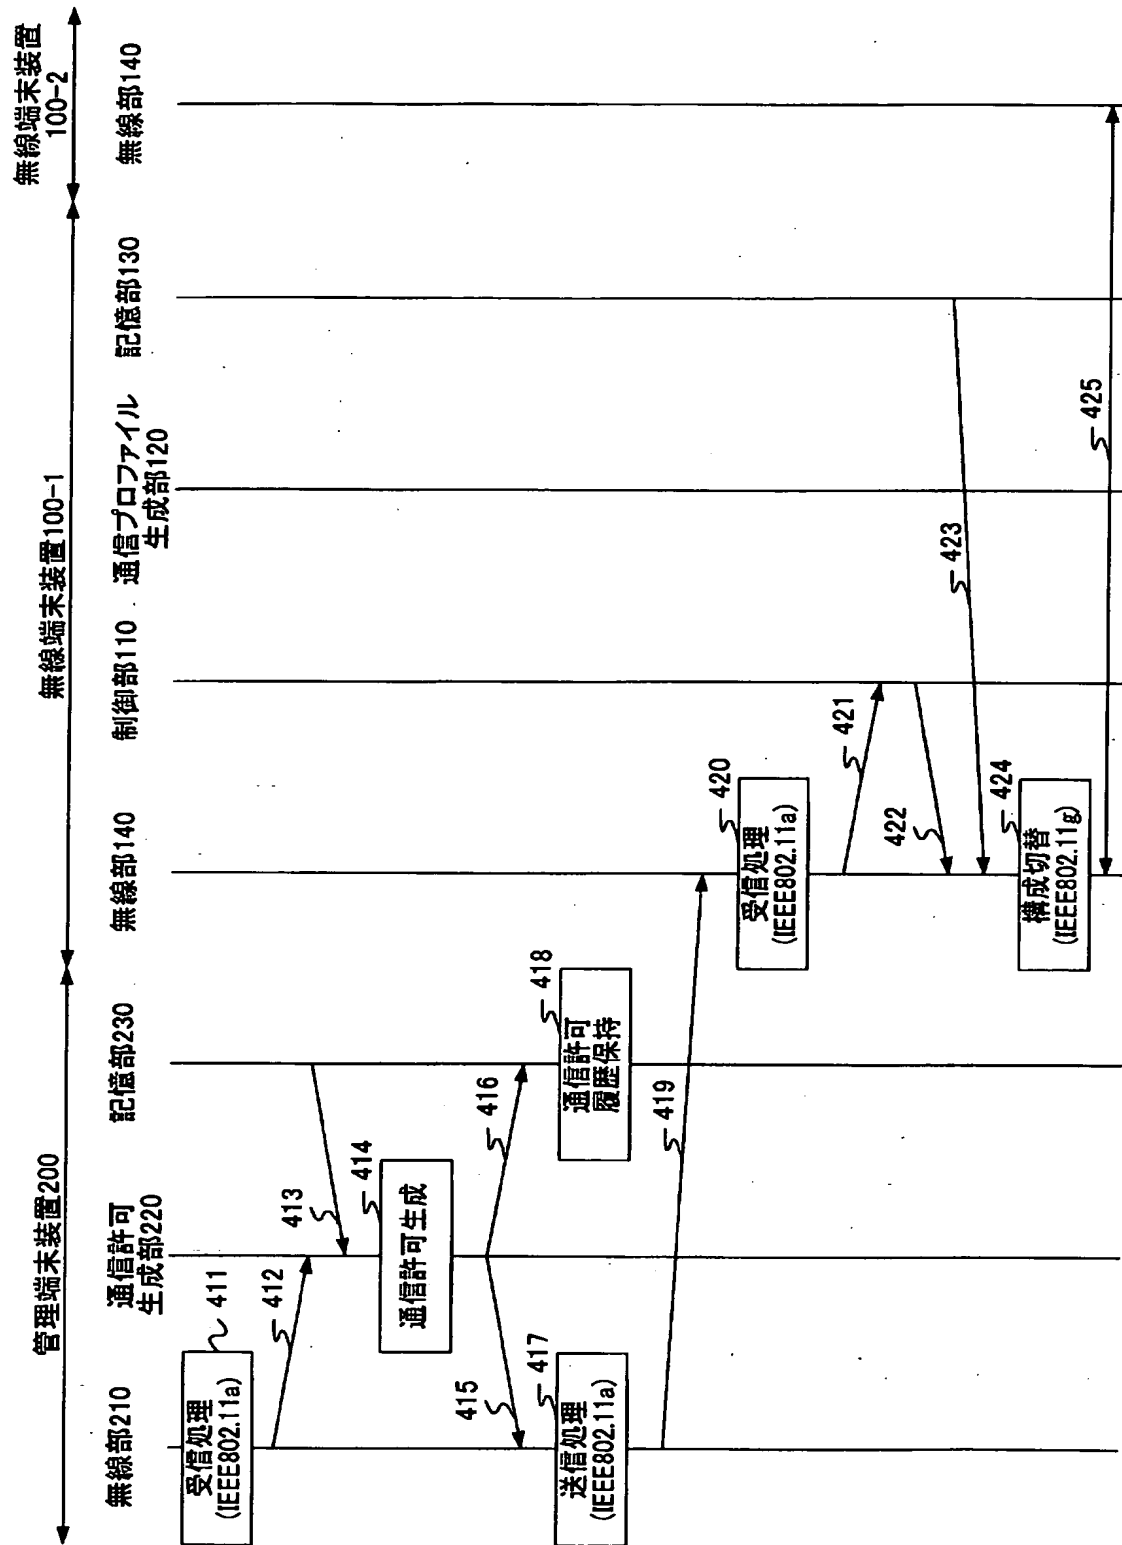 管理端末装置200
無線端末装置100-1
無線端末装置
100-2
無線部210
通信許可
生成部220
記憶部230
無線部140
制御部110
通信プロファイル
生成部120
記憶部130
無線部140
受信処理
(IEEE802.11a)
411
412
413
通信許可生成
414
415
416
送信処理
(IEEE802.11a)
417
通信許可
履歴保持
418
419
受信処理
(IEEE802.11a)
420
421
422
423
構成切替
(IEEE802.11g)
424
425